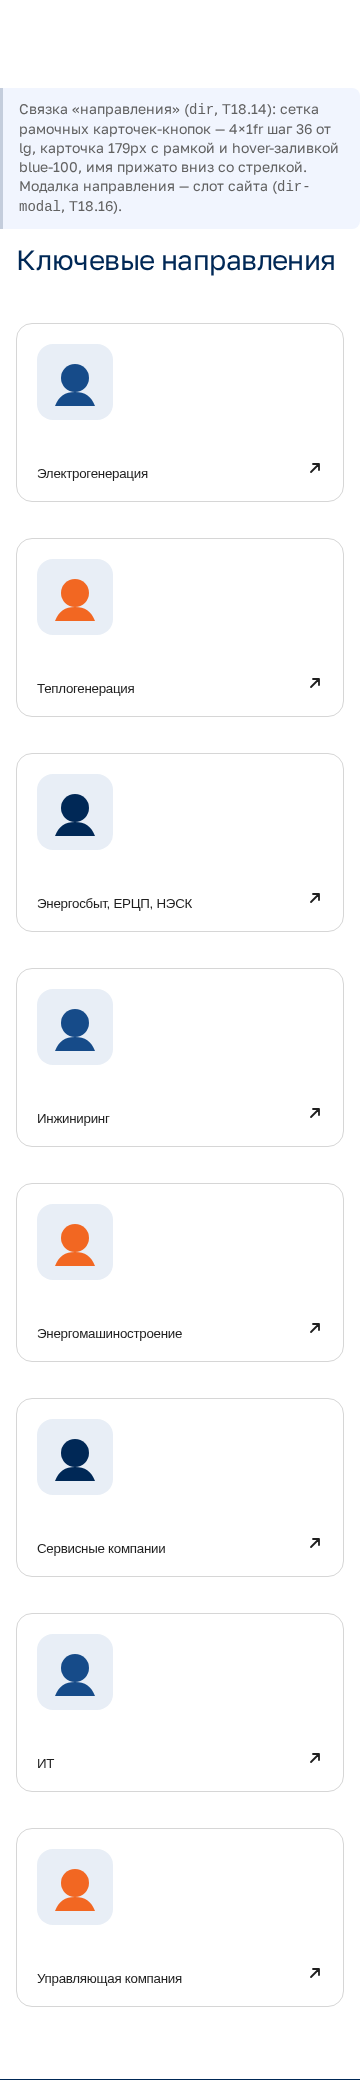 Связка «направления» (dir, T18.14): сетка
рамочных карточек-кнопок — 4×1fr шаг 36 от
lg, карточка 179px с рамкой и hover-заливкой
blue-100, имя прижато вниз со стрелкой.
Модалка направления — слот сайта (dir-
modal, T18.16).
Ключевые направления
Электрогенерация
Теплогенерация
Энергосбыт, ЕРЦП, НЭСК
Инжиниринг
Энергомашиностроение
Сервисные компании
ИТ
Управляющая компания